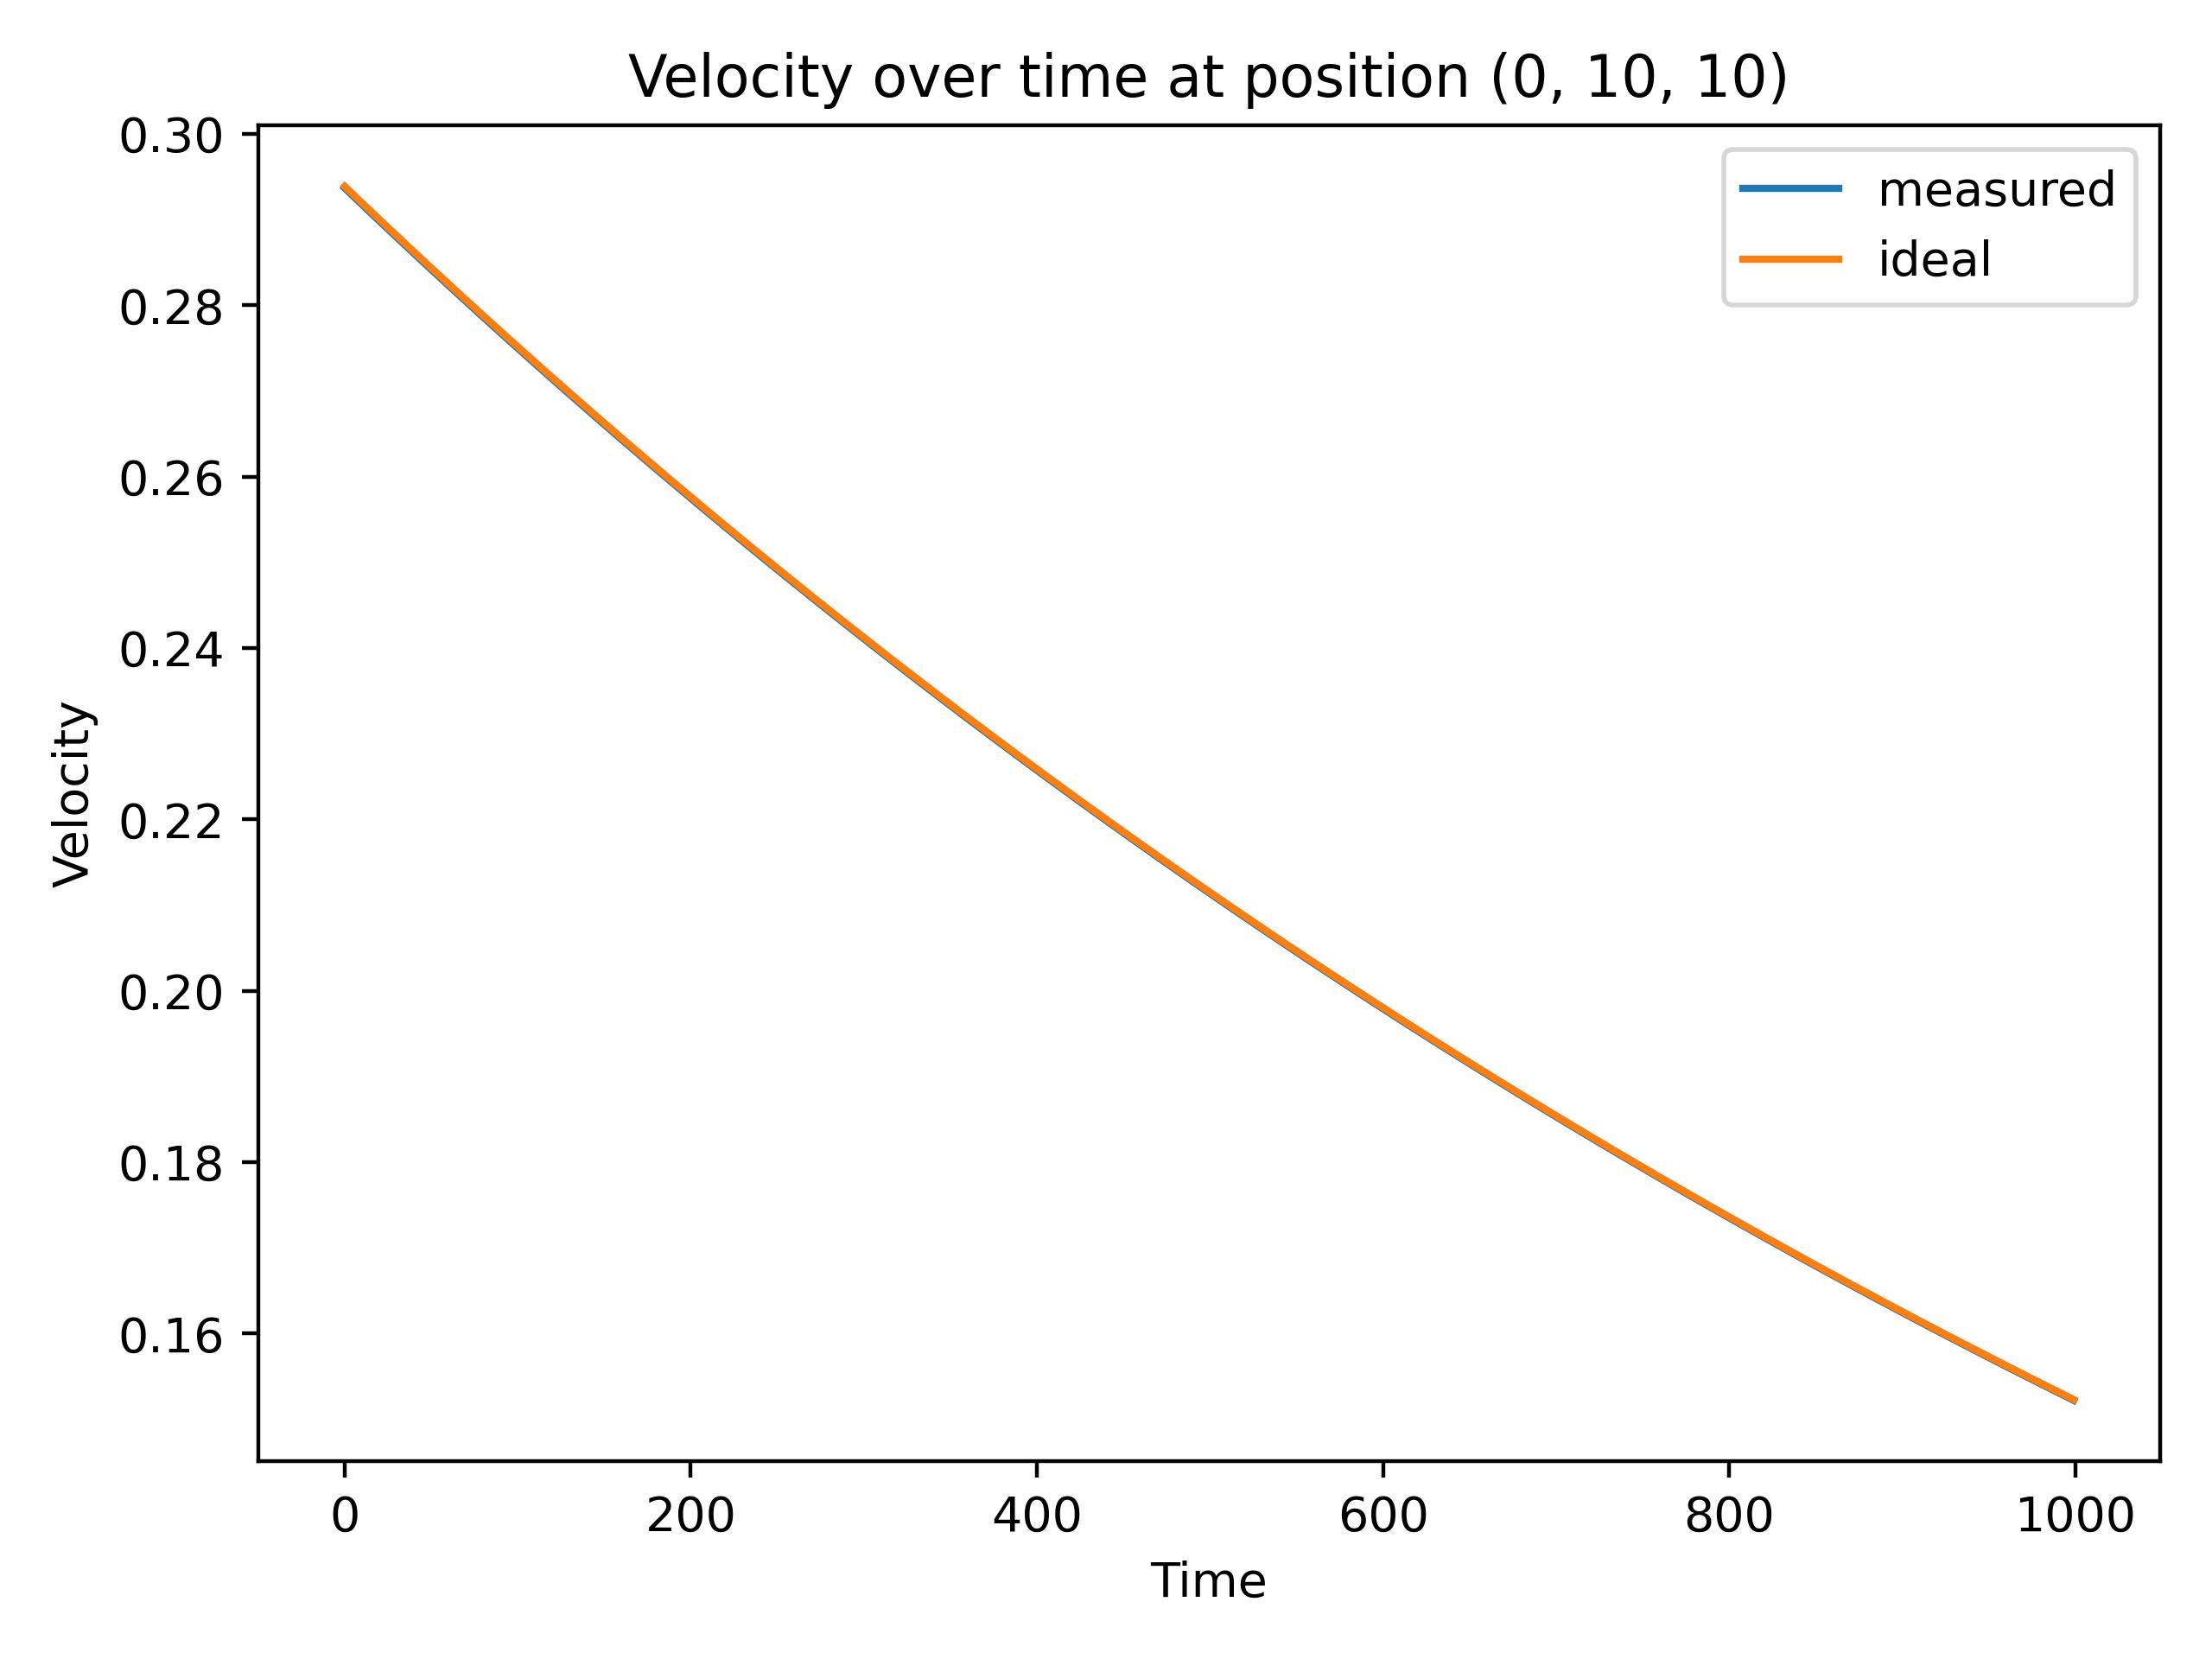 Velocity over time at position (0, 10, 10)
measured
ideal
0.30
0.28
0.26
0.24
0.22
0.20
0.18
0.16
Velocity
0 200 400 600 800 1000
Time